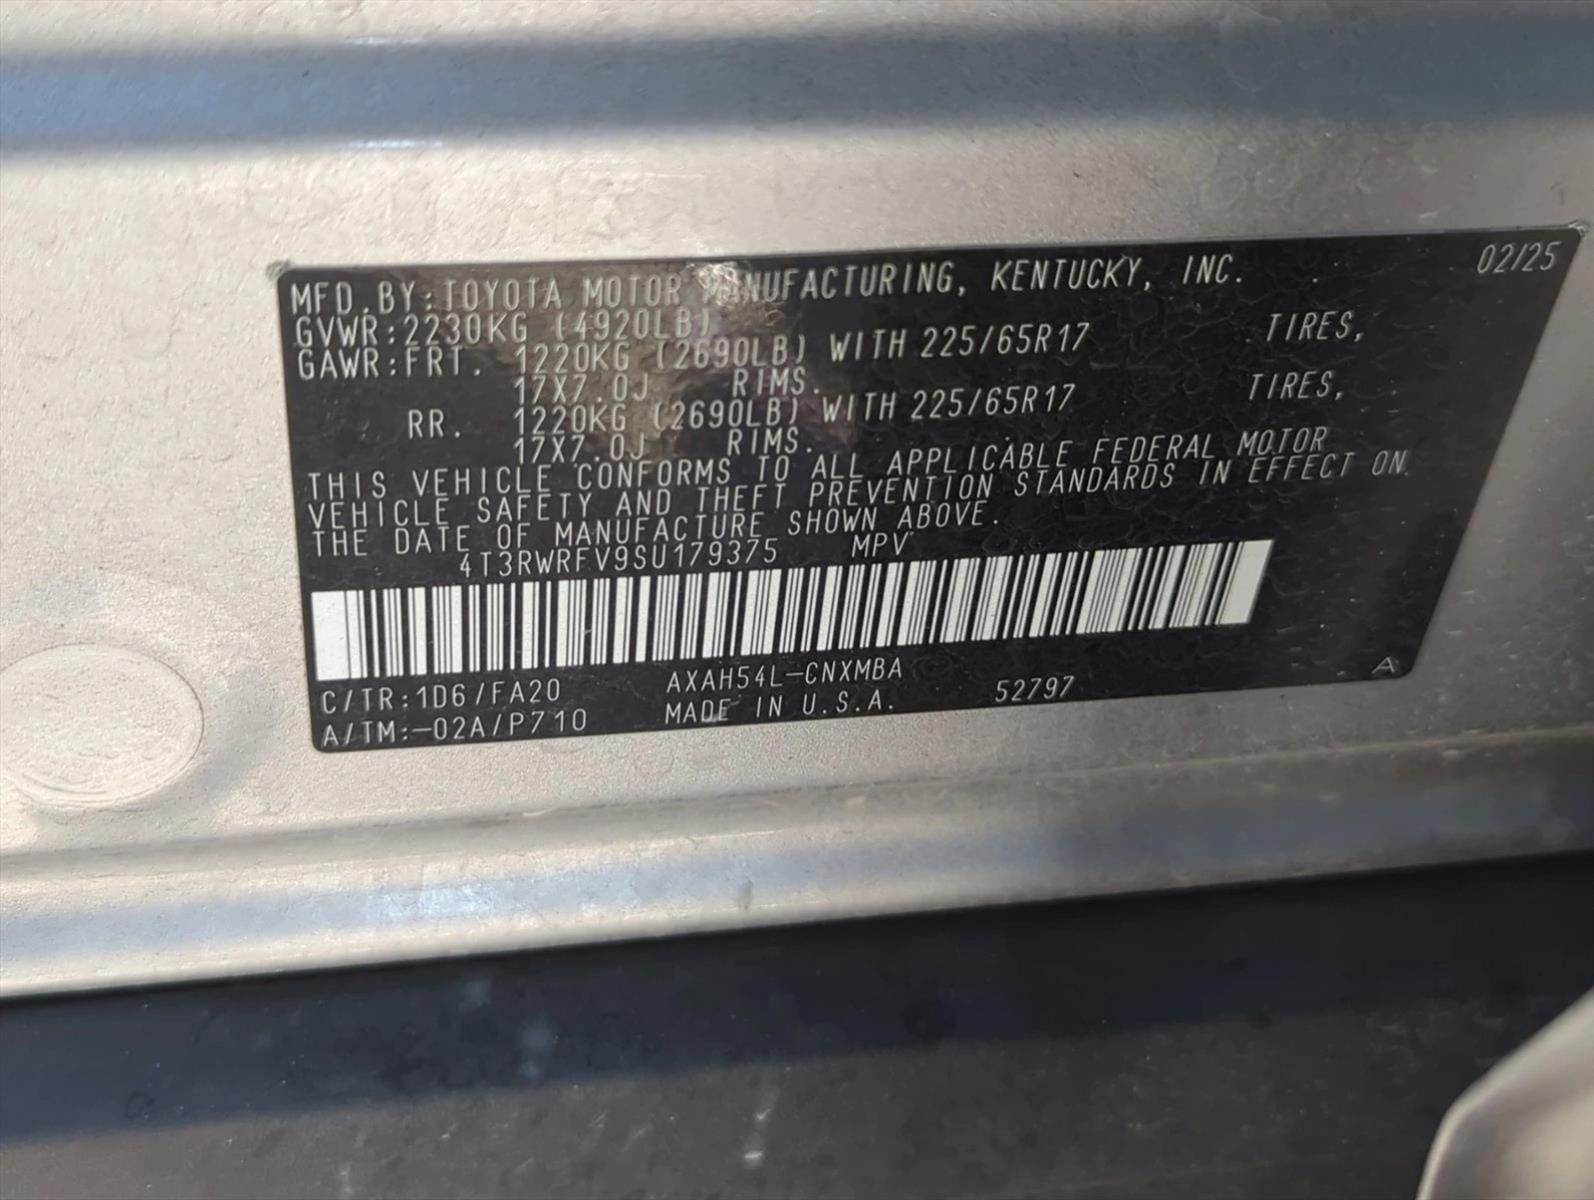 MFD.BY:TOYOTA MOTOR MANUFACTURING, KENTUCKY, INC. 02/25
GVWR:2230KG (4920LB)
GAWR:FRT. 1220KG (2690LB) WITH 225/65R17 TIRES,
17X7.0J RIMS.
RR. 1220KG (2690LB) WITH 225/65R17 TIRES,
17X7.0J RIMS.
THIS VEHICLE CONFORMS TO ALL APPLICABLE FEDERAL MOTOR
VEHICLE SAFETY AND THEFT PREVENTION STANDARDS IN EFFECT ON
THE DATE OF MANUFACTURE SHOWN ABOVE.
4T3RWRFV9SU179375 MPV
C/TR:1D6/FA20 AXAH54L-CNXMBA A
A/TM:-02A/P710 MADE IN U.S.A. 52797